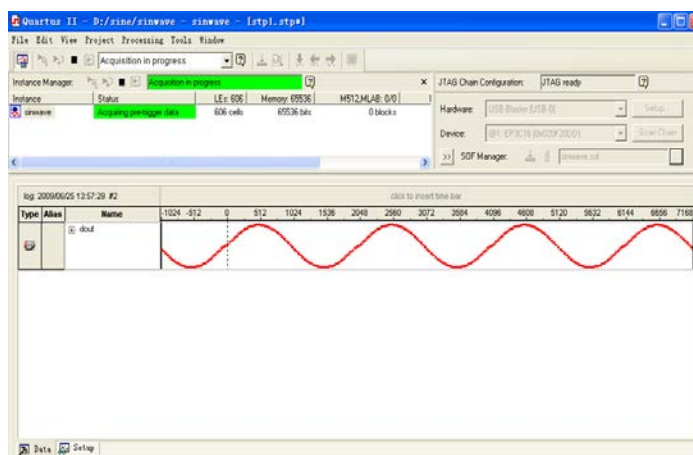 Quartus II - D:/sine/sinwave - sinwave - [stp1.stp*]
File Edit View Project Processing Tools Window
Acquisition in progress
Instance Manager: Acquisition in progress
Instance Status LEs: 606 Memory: 65536 M512,MLAB: 0/0
sinwave Acquiring pre-trigger data 606 cells 65536 bits 0 blocks
JTAG Chain Configuration: JTAG ready
Hardware: USB-Blaster [USB-0] Setup...
Device: Scan Chain
>> SOF Manager: sinwave.sof
log: 2009/06/25 13:57:29 #2 click to insert time bar
Type Alias Name -1024 -512 0 512 1024 1536 2048 2560 3072 3584 4096 4608 5120 5632 6144 6656 7168
dout
Data Setup